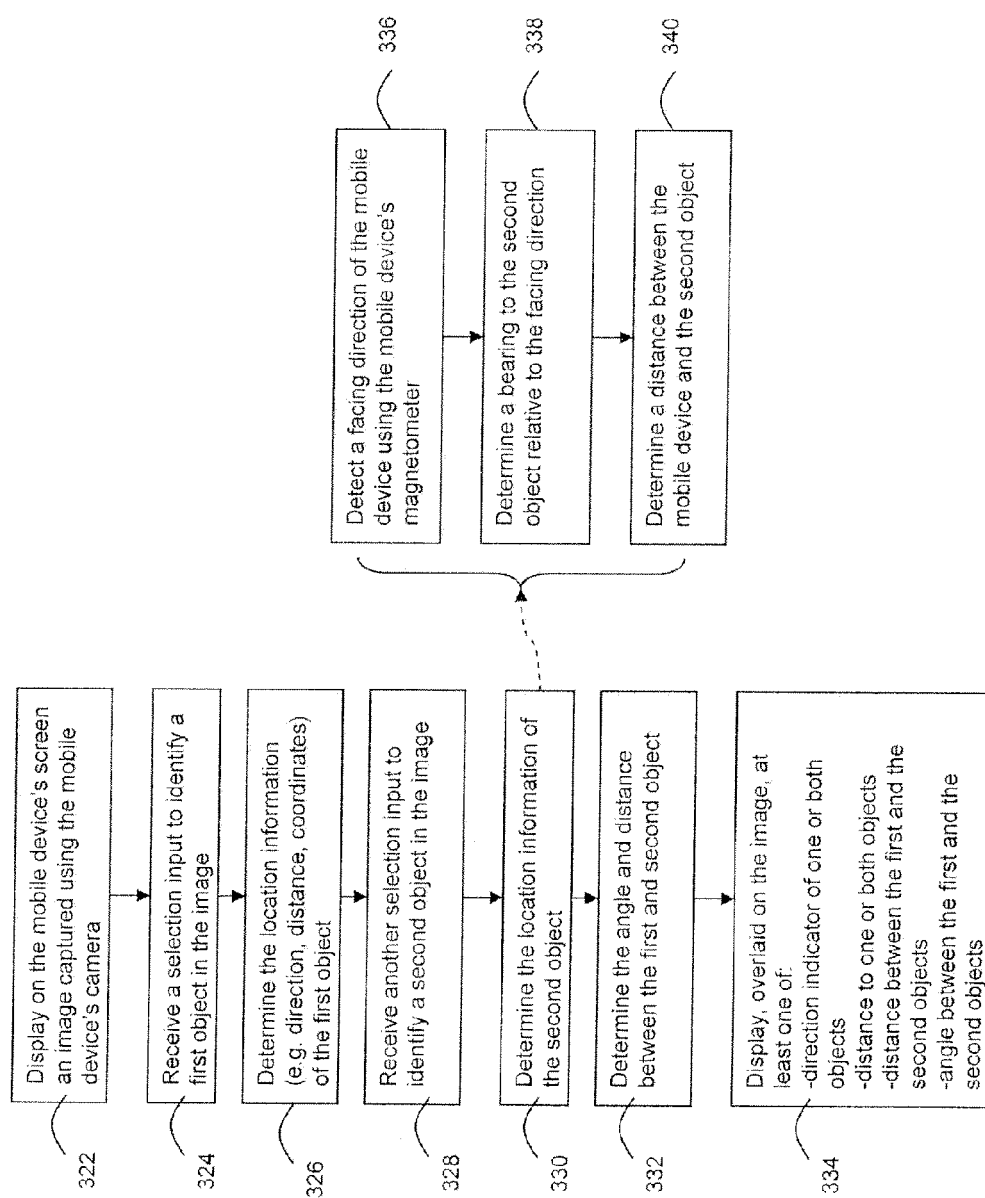 322
Display on the mobile device's screen
an image captured using the mobile
device's camera
324
Receive a selection input to identify a
first object in the image
326
Determine the location information
(e.g. direction, distance, coordinates)
of the first object
328
Receive another selection input to
identify a second object in the image
330
Determine the location information of
the second object
332
Determine the angle and distance
between the first and second object
334
Display, overlaid on the image, at
least one of:
-direction indicator of one or both
objects
-distance to one or both objects
-distance between the first and the
second objects
-angle between the first and the
second objects
336
Detect a facing direction of the mobile
device using the mobile device's
magnetometer
338
Determine a bearing to the second
object relative to the facing direction
340
Determine a distance between the
mobile device and the second object